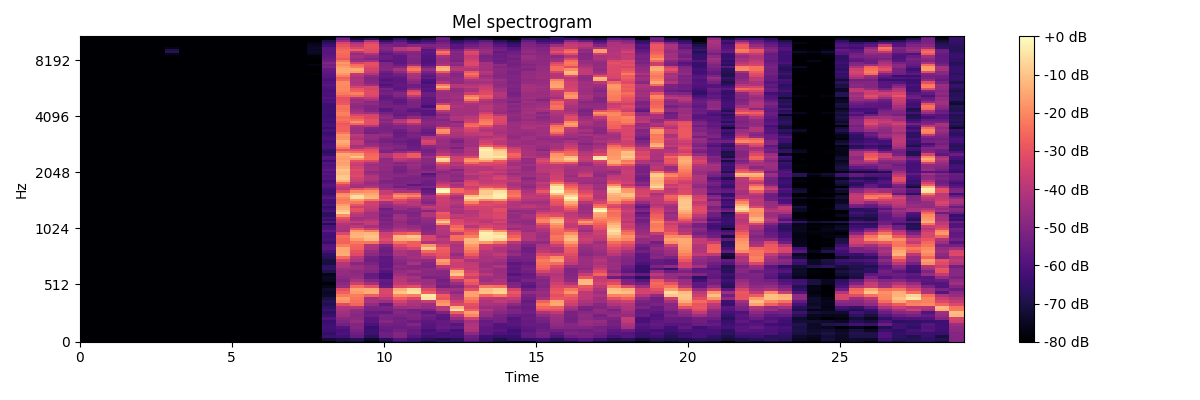 Mel spectrogram
Hz
8192
4096
2048
1024
512
0
0 5 10 15 20 25
Time
+0 dB
-10 dB
-20 dB
-30 dB
-40 dB
-50 dB
-60 dB
-70 dB
-80 dB